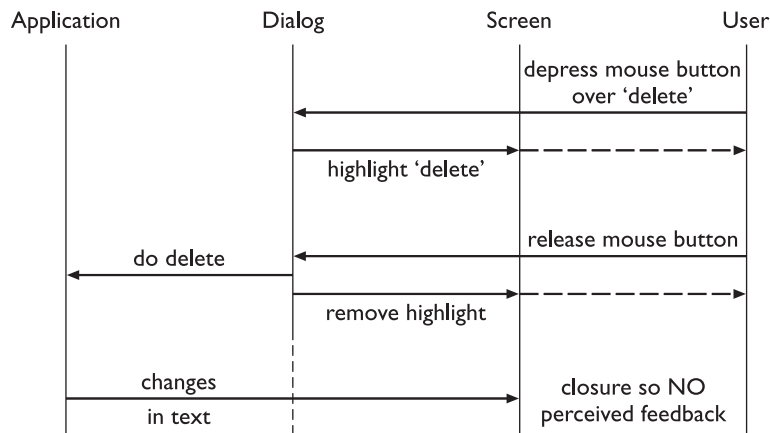 Application
Dialog
Screen
User
depress mouse button
over ‘delete’
highlight ‘delete’
release mouse button
do delete
remove highlight
changes
in text
closure so NO
perceived feedback